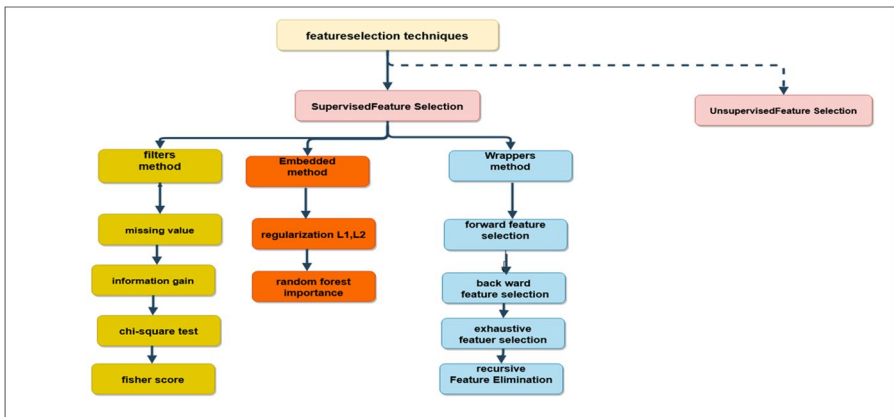 featureselection techniques
SupervisedFeature Selection
UnsupervisedFeature Selection
filters
method
Embedded
method
Wrappers
method
missing value
regularization L1,L2
forward feature
selection
information gain
random forest
importance
back ward
feature selection
chi-square test
exhaustive
featuer selection
fisher score
recursive
Feature Elimination